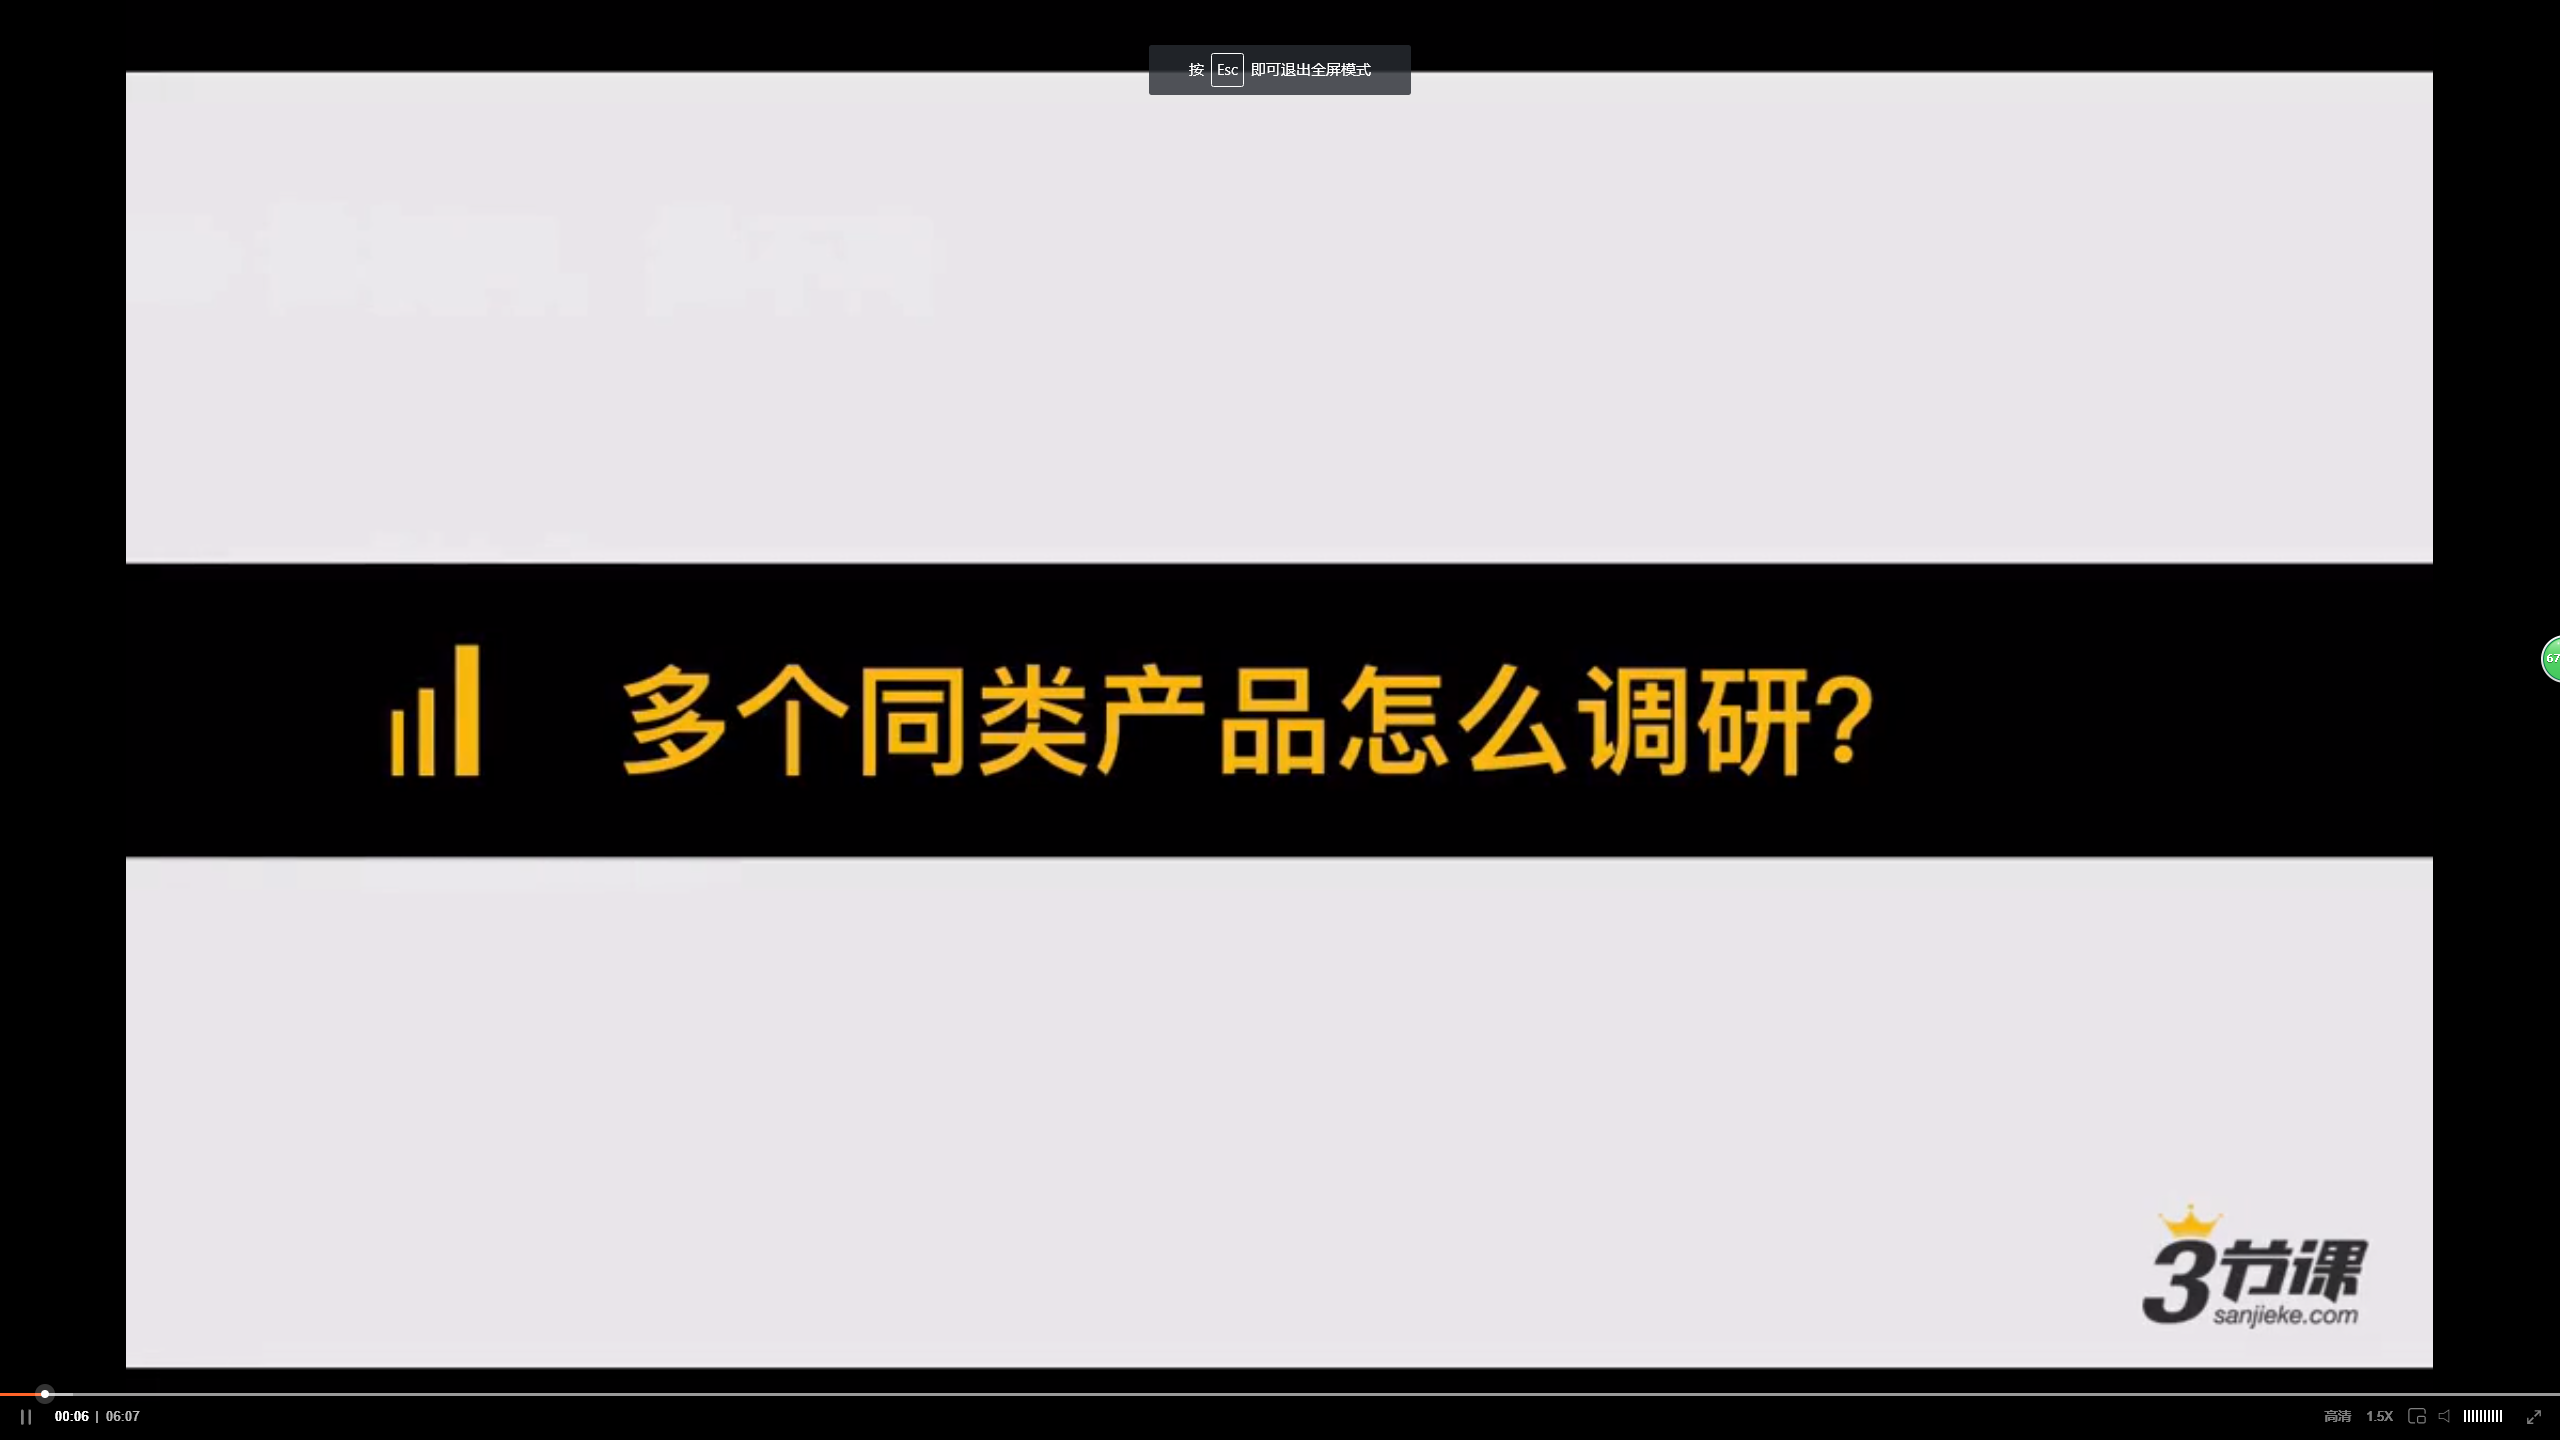 按 Esc 即可退出全屏模式
多个同类产品怎么调研?
67
3节课
sanjieke.com
00:06 | 06:07
高清 1.5X